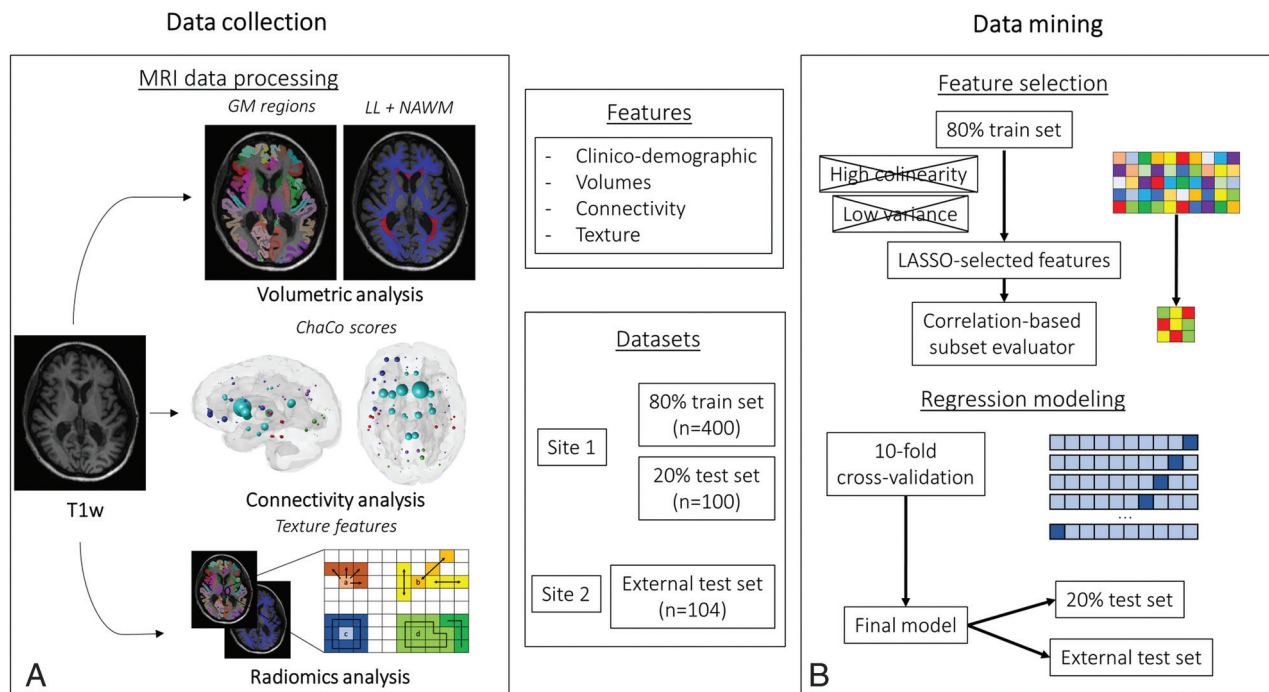 Data collection
MRI data processing
GM regions
LL + NAWM
Volumetric analysis
ChaCo scores
T1w
Connectivity analysis
Texture features
a
b
c
d
Radiomics analysis
A
Features
- Clinico-demographic
- Volumes
- Connectivity
- Texture
Datasets
Site 1
80% train set
(n=400)
20% test set
(n=100)
Site 2
External test set
(n=104)
Data mining
Feature selection
80% train set
High colinearity
Low variance
LASSO-selected features
Correlation-based
subset evaluator
Regression modeling
10-fold
cross-validation
...
Final model
20% test set
External test set
B